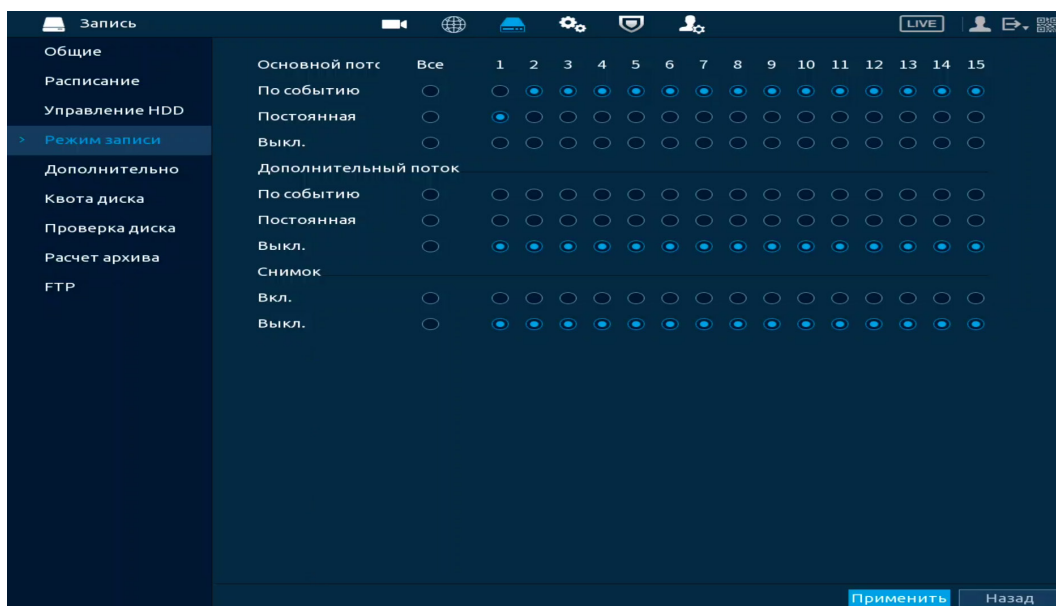 Запись LIVE
Общие
Расписание
Управление HDD
> Режим записи
Дополнительно
Квота диска
Проверка диска
Расчет архива
FTP
Основной пото Все 1 2 3 4 5 6 7 8 9 10 11 12 13 14 15
По событию
Постоянная
Выкл.
Дополнительный поток
По событию
Постоянная
Выкл.
Снимок
Вкл.
Выкл.
Применить Назад